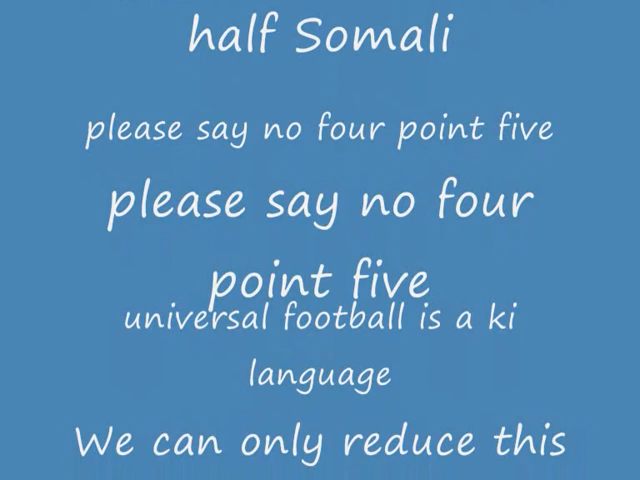 half Somali
please say no four point five
please say no four
point five
universal football is a ki
language
We can only reduce this